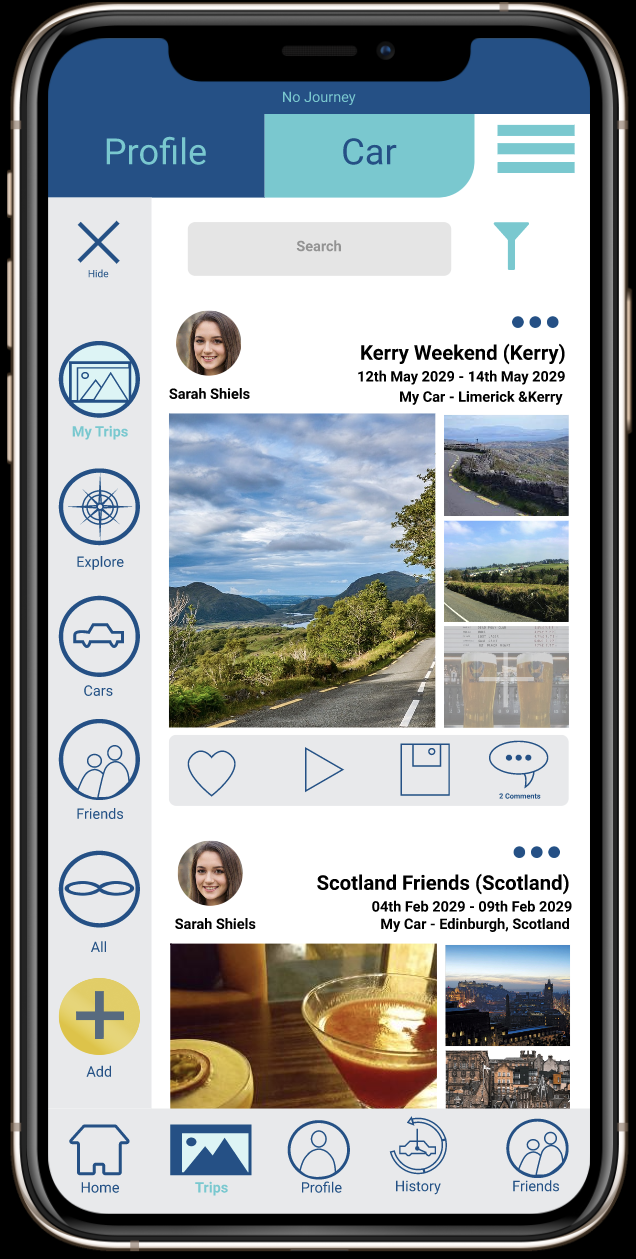 No Journey
Profile
Car
Hide
Search
My Trips
Explore
Cars
Friends
All
Add
Sarah Shiels
Kerry Weekend (Kerry)
12th May 2029 - 14th May 2029
My Car - Limerick &Kerry
2 Comments
Sarah Shiels
Scotland Friends (Scotland)
04th Feb 2029 - 09th Feb 2029
My Car - Edinburgh, Scotland
Home
Trips
Profile
History
Friends